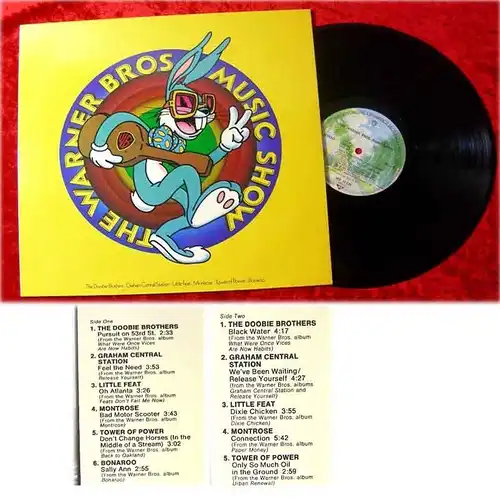 THE WARNER BROS. MUSIC SHOW
The Doobie Brothers · Graham Central Station · Little Feat · Montrose · Tower of Power · Bonaroo
Side One
1. THE DOOBIE BROTHERS
Pursuit on 53rd St. 2:33
(From the Warner Bros. album
What Were Once Vices
Are Now Habits)
2. GRAHAM CENTRAL
STATION
Feel the Need 3:53
(From the Warner Bros. album
Release Yourself)
3. LITTLE FEAT
On Atlanta 3:26
(From the Warner Bros. album
Feats Don't Fail Me Now)
4. MONTROSE
Bad Motor Scooter 3:43
(From the Warner Bros. album
Montrose)
5. TOWER OF POWER
Don't Change Horses (In the
Middle of a Stream) 3:02
(From the Warner Bros. album
Back to Oakland)
6. BONAROO
Sally Ann 2:55
(From the Warner Bros. album
Bonaroo)
Side Two
1. THE DOOBIE BROTHERS
Black Water 4:17
(From the Warner Bros. album
What Were Once Vices
Are Now Habits)
2. GRAHAM CENTRAL
STATION
We've Been Waiting/
Release Yourself 4:27
(From the Warner Bros. albums
Graham Central Station and
Release Yourself)
3. LITTLE FEAT
Dixie Chicken 3:55
(From the Warner Bros. album
Dixie Chicken)
4. MONTROSE
Connection 5:42
(From the Warner Bros. album
Paper Money)
5. TOWER OF POWER
Only So Much Oil
in the Ground 2:59
(From the Warner Bros. album
Urban Renewal)